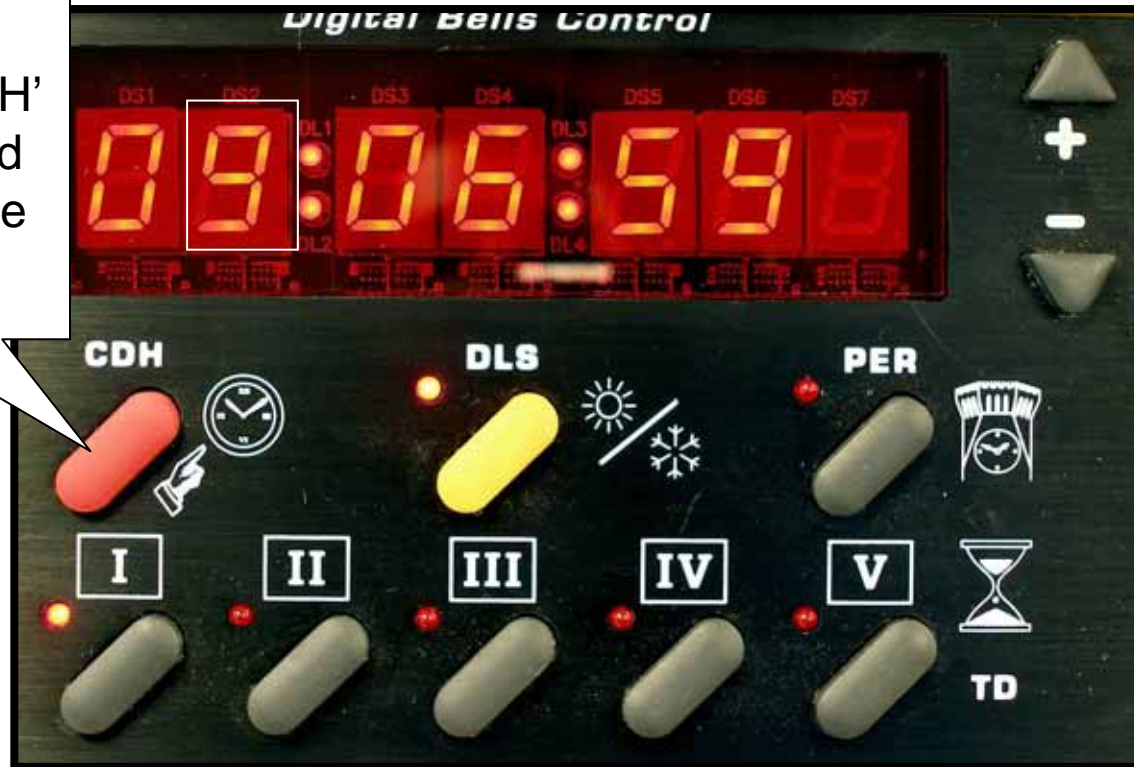 Digital Bells Control
H'
d
e
DS1 DS2 DS3 DS4 DS5 DS6 DS7
DL1 DL3
09 06 59
DL2 DL4
+
-
CDH DLS PER
I II III IV V
TD